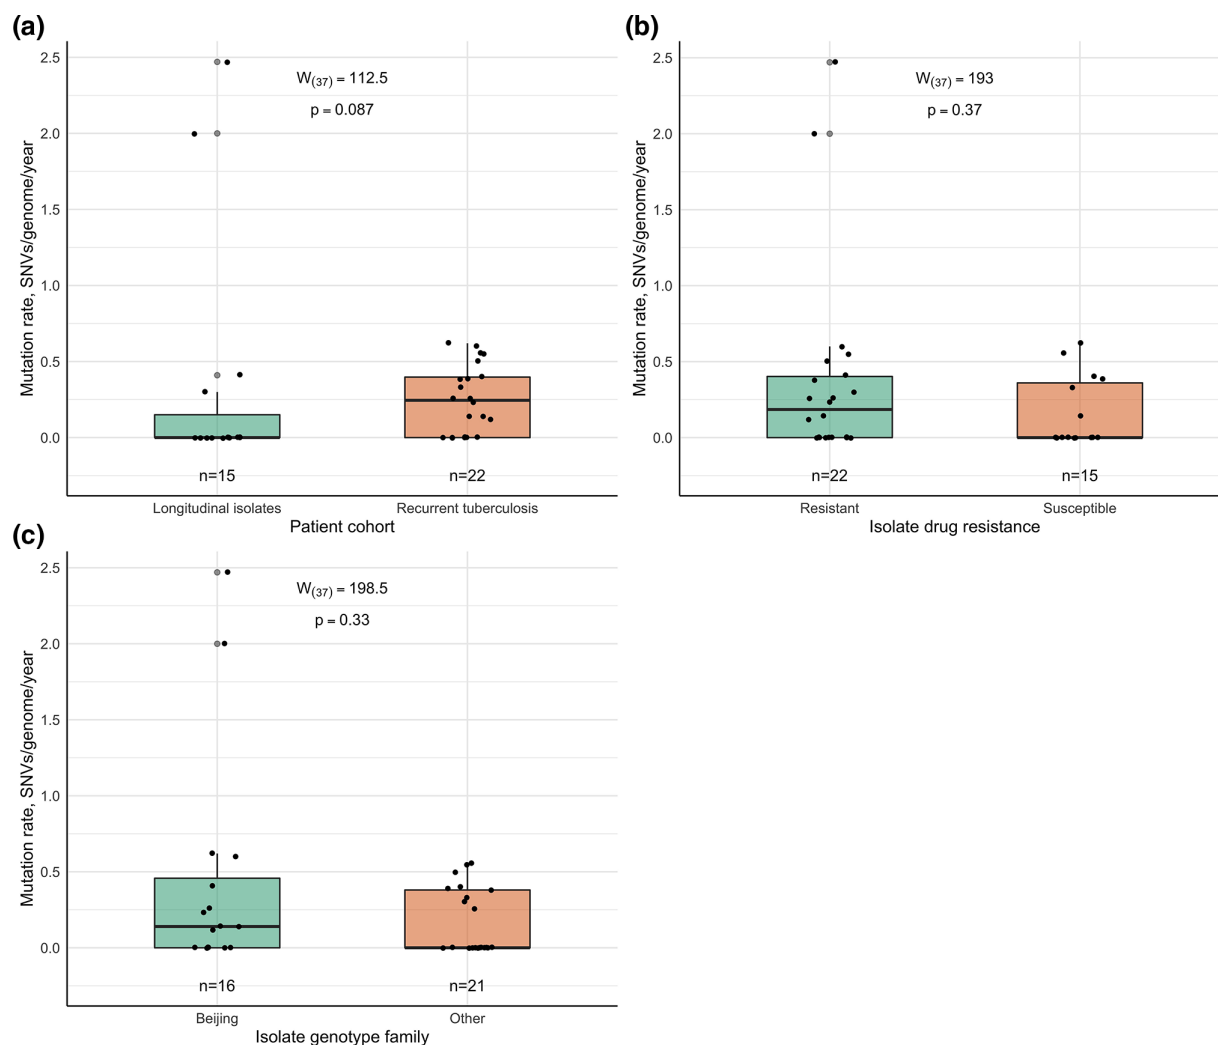 (a)
Mutation rate, SNVs/genome/year
2.5
2.0
1.5
1.0
0.5
0.0
W(37) = 112.5
p = 0.087
n=15
n=22
Longitudinal isolates
Recurrent tuberculosis
Patient cohort
(b)
Mutation rate, SNVs/genome/year
2.5
2.0
1.5
1.0
0.5
0.0
W(37) = 193
p = 0.37
n=22
n=15
Resistant
Susceptible
Isolate drug resistance
(c)
Mutation rate, SNVs/genome/year
2.5
2.0
1.5
1.0
0.5
0.0
W(37) = 198.5
p = 0.33
n=16
n=21
Beijing
Other
Isolate genotype family